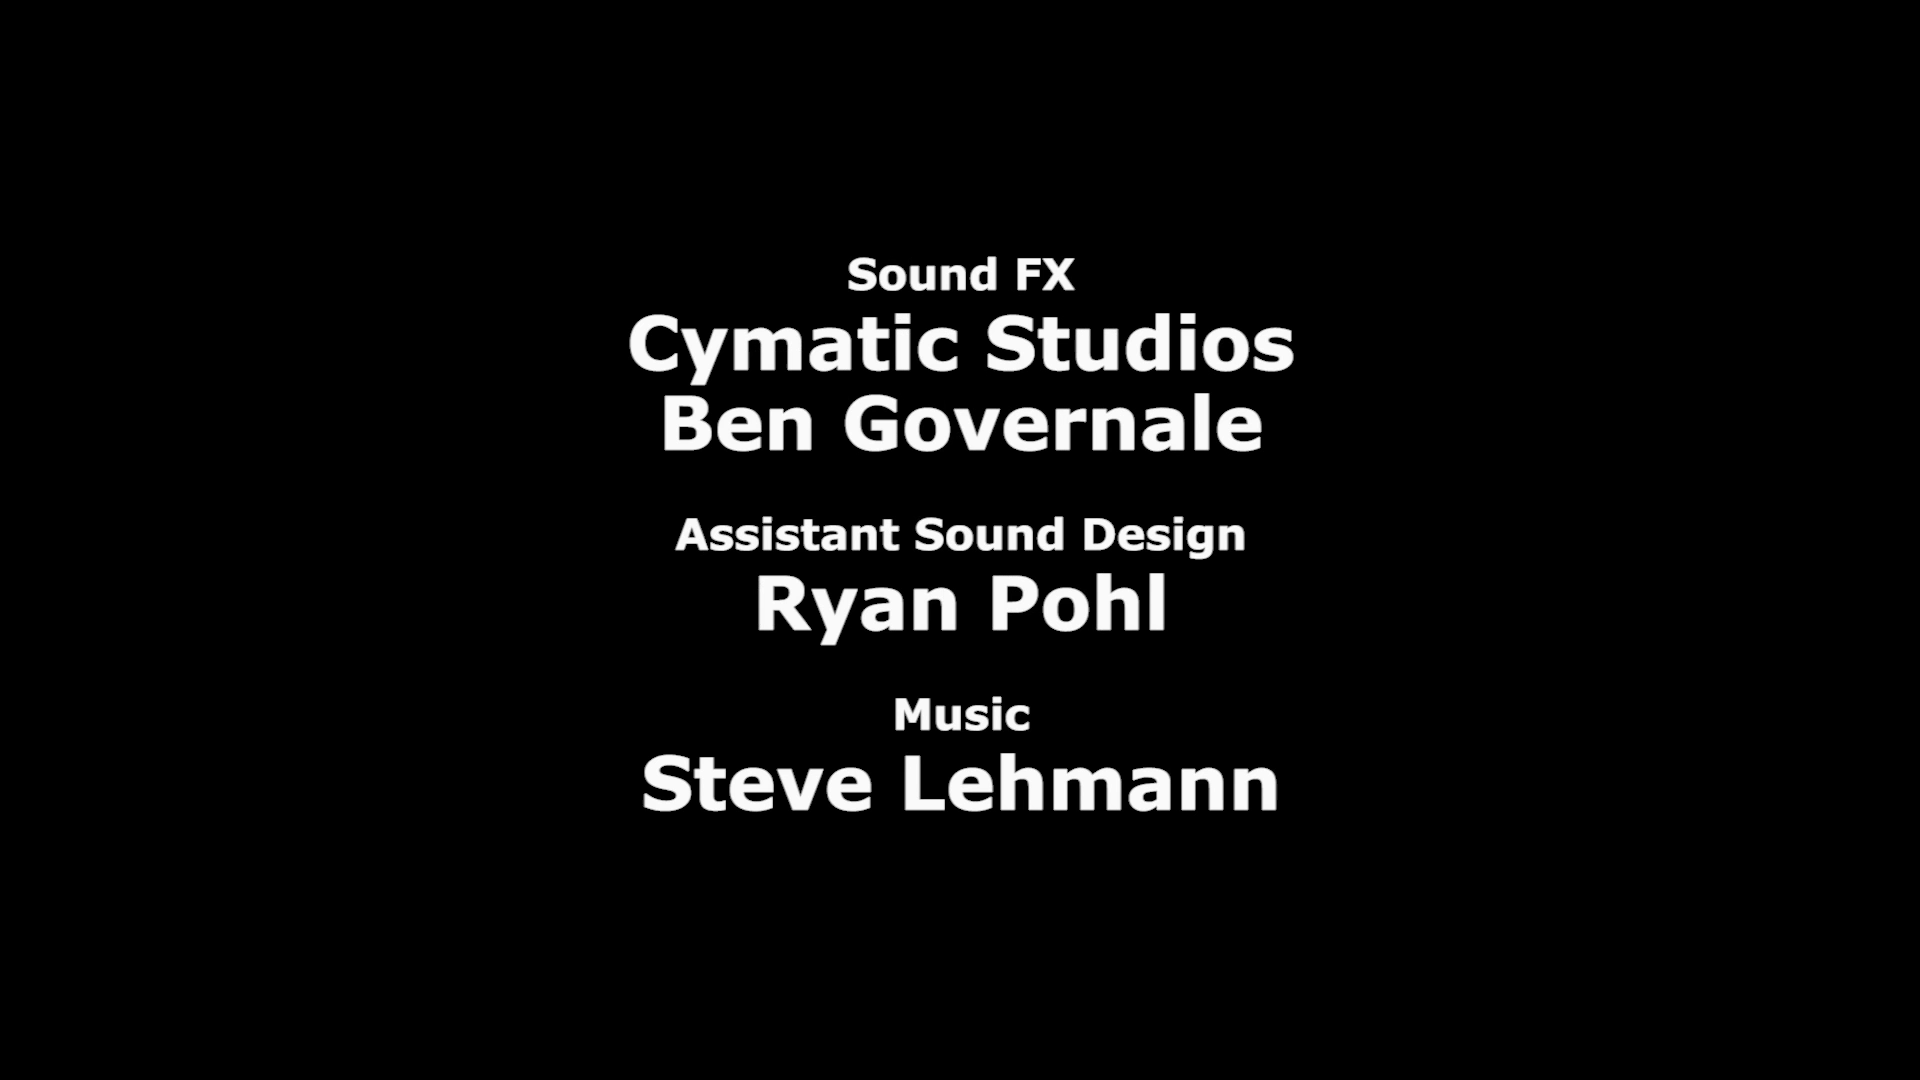 Sound FX
Cymatic Studios
Ben Governale
Assistant Sound Design
Ryan Pohl
Music
Steve Lehmann